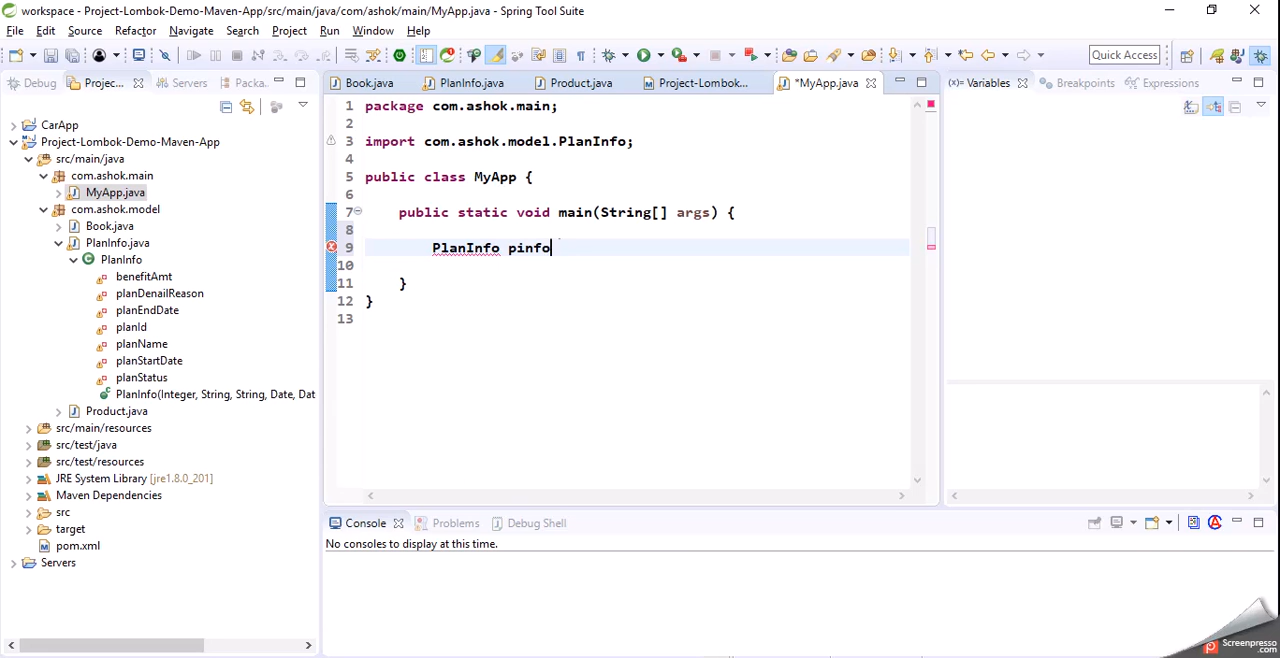 workspace - Project-Lombok-Demo-Maven-App/src/main/java/com/ashok/main/MyApp.java - Spring Tool Suite
File Edit Source Refactor Navigate Search Project Run Window Help
Quick Access
Debug Projec... Servers Packa...
Book.java PlanInfo.java Product.java Project-Lombok... *MyApp.java
(x)= Variables Breakpoints Expressions
CarApp
Project-Lombok-Demo-Maven-App
src/main/java
com.ashok.main
MyApp.java
com.ashok.model
Book.java
PlanInfo.java
PlanInfo
benefitAmt
planDenailReason
planEndDate
planId
planName
planStartDate
planStatus
PlanInfo(Integer, String, String, Date, Dat
Product.java
src/main/resources
src/test/java
src/test/resources
JRE System Library [jre1.8.0_201]
Maven Dependencies
src
target
pom.xml
Servers
1 package com.ashok.main;
2
3 import com.ashok.model.PlanInfo;
4
5 public class MyApp {
6
7 public static void main(String[] args) {
8
9 PlanInfo pinfo
10
11 }
12 }
13
Console Problems Debug Shell
No consoles to display at this time.
Screenpresso
.com